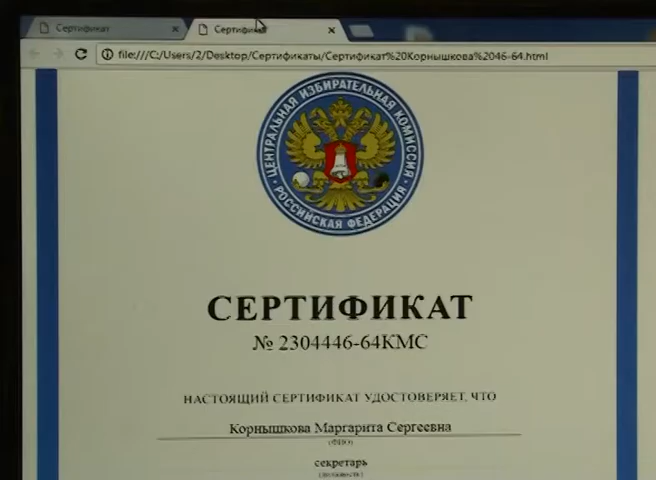 Сертификат
Сертификат
file:///C:/Users/2/Desktop/Сертификаты/Сертификат%20Корнышкова%2046-64.html
ЦЕНТРАЛЬНАЯ ИЗБИРАТЕЛЬНАЯ КОМИССИЯ
РОССИЙСКАЯ ФЕДЕРАЦИЯ
СЕРТИФИКАТ
№ 2304446-64КМС
НАСТОЯЩИЙ СЕРТИФИКАТ УДОСТОВЕРЯЕТ, ЧТО
Корнышкова Маргарита Сергеевна
(ФИО)
секретарь
(должность)